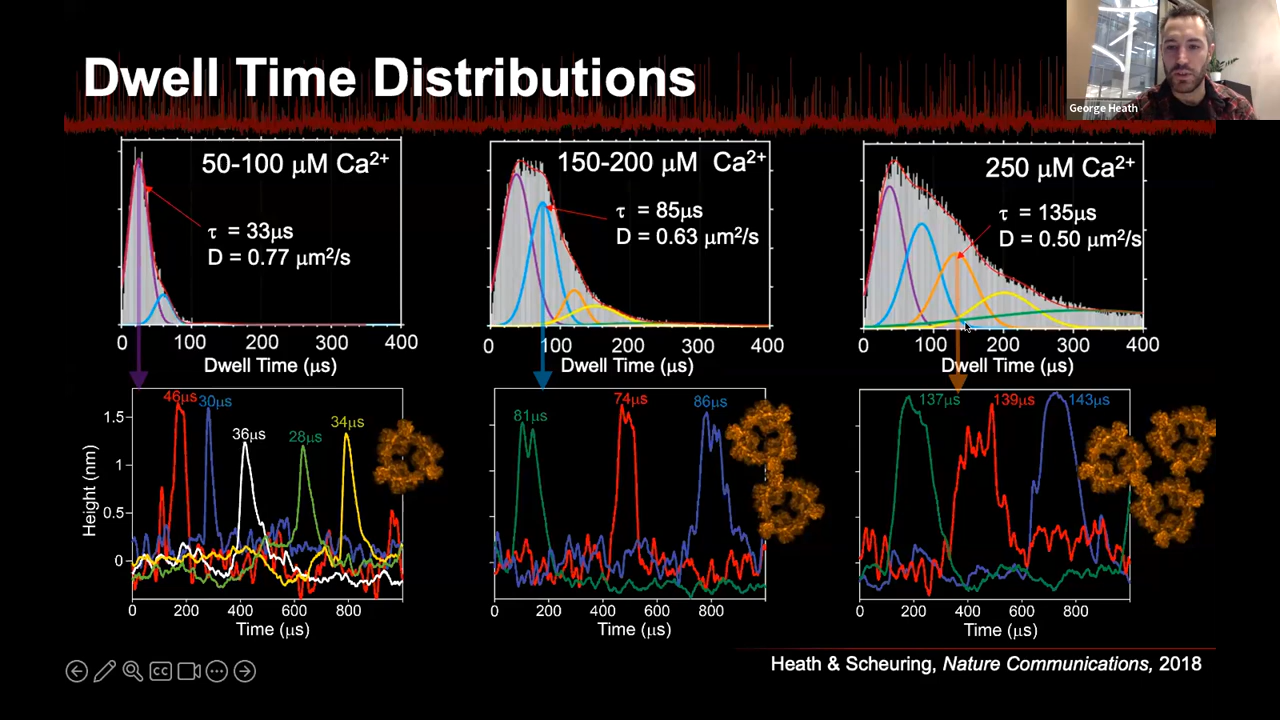 Dwell Time Distributions
George Heath
50-100 μM Ca²⁺
τ = 33μs
D = 0.77 μm²/s
0 100 200 300 400
Dwell Time (μs)
150-200 μM Ca²⁺
τ = 85μs
D = 0.63 μm²/s
0 100 200 300 400
Dwell Time (μs)
250 μM Ca²⁺
τ = 135μs
D = 0.50 μm²/s
0 100 200 300 400
Dwell Time (μs)
Height (nm)
1.5
1
0.5
0
46μs 30μs 36μs 28μs 34μs
0 200 400 600 800
Time (μs)
81μs 74μs 86μs
0 200 400 600 800
Time (μs)
137μs 139μs 143μs
0 200 400 600 800
Time (μs)
CC
Heath & Scheuring, Nature Communications, 2018